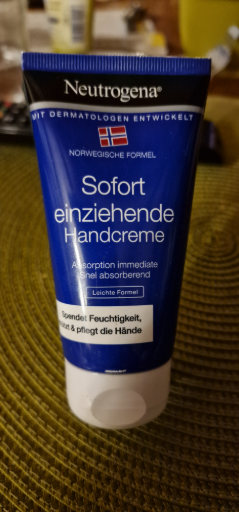 Neutrogena®
MIT DERMATOLOGEN ENTWICKELT
NORWEGISCHE FORMEL
Sofort
einziehende
Handcreme
Absorption immediate
Snel absorberend
Leichte Formel
Spendet Feuchtigkeit,
& pflegt die Hände